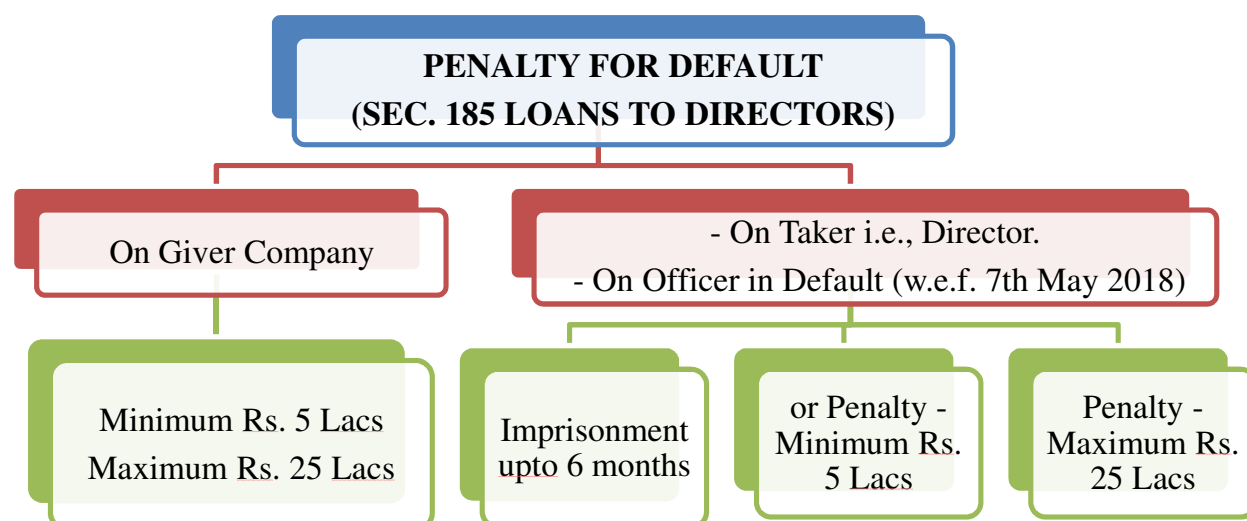 PENALTY FOR DEFAULT
(SEC. 185 LOANS TO DIRECTORS)
On Giver Company
- On Taker i.e., Director.
- On Officer in Default (w.e.f. 7th May 2018)
Minimum Rs. 5 Lacs
Maximum Rs. 25 Lacs
Imprisonment
upto 6 months
or Penalty -
Minimum Rs.
5 Lacs
Penalty -
Maximum Rs.
25 Lacs